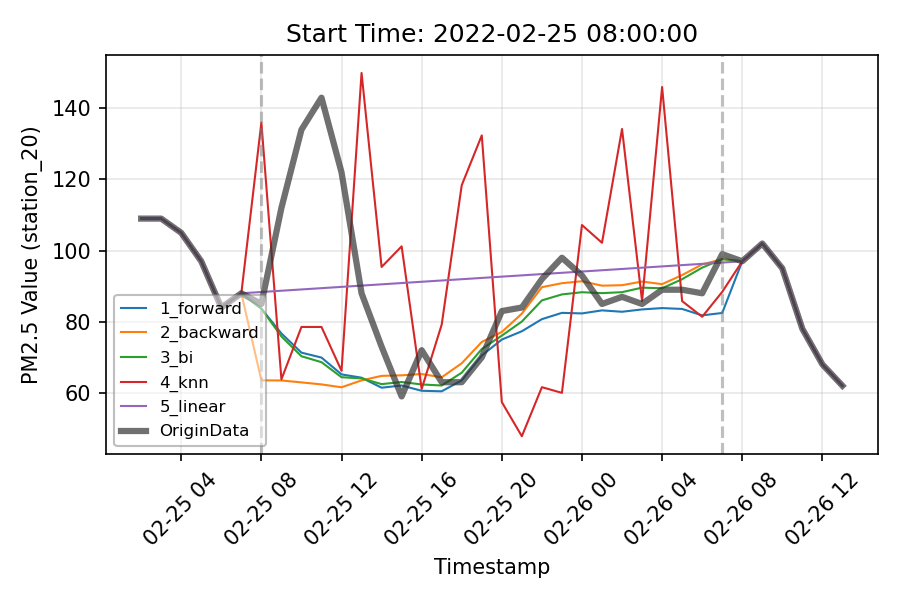 Start Time: 2022-02-25 08:00:00
PM2.5 Value (station_20)
140
120
100
80
60
1_forward
2_backward
3_bi
4_knn
5_linear
OriginData
02-25 04
02-25 08
02-25 12
02-25 16
02-25 20
02-26 00
02-26 04
02-26 08
02-26 12
Timestamp